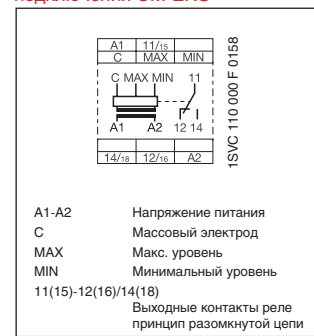 A1 11/15
C MAX MIN
C MAX MIN 11
A1 A2 12 14
14/18 12/16 A2
1SVC 110 000 F 0158
A1-A2 Напряжение питания
C Массовый электрод
MAX Макс. уровень
MIN Минимальный уровень
11(15)-12(16)/14(18)
Выходные контакты реле
принцип разомкнутой цепи